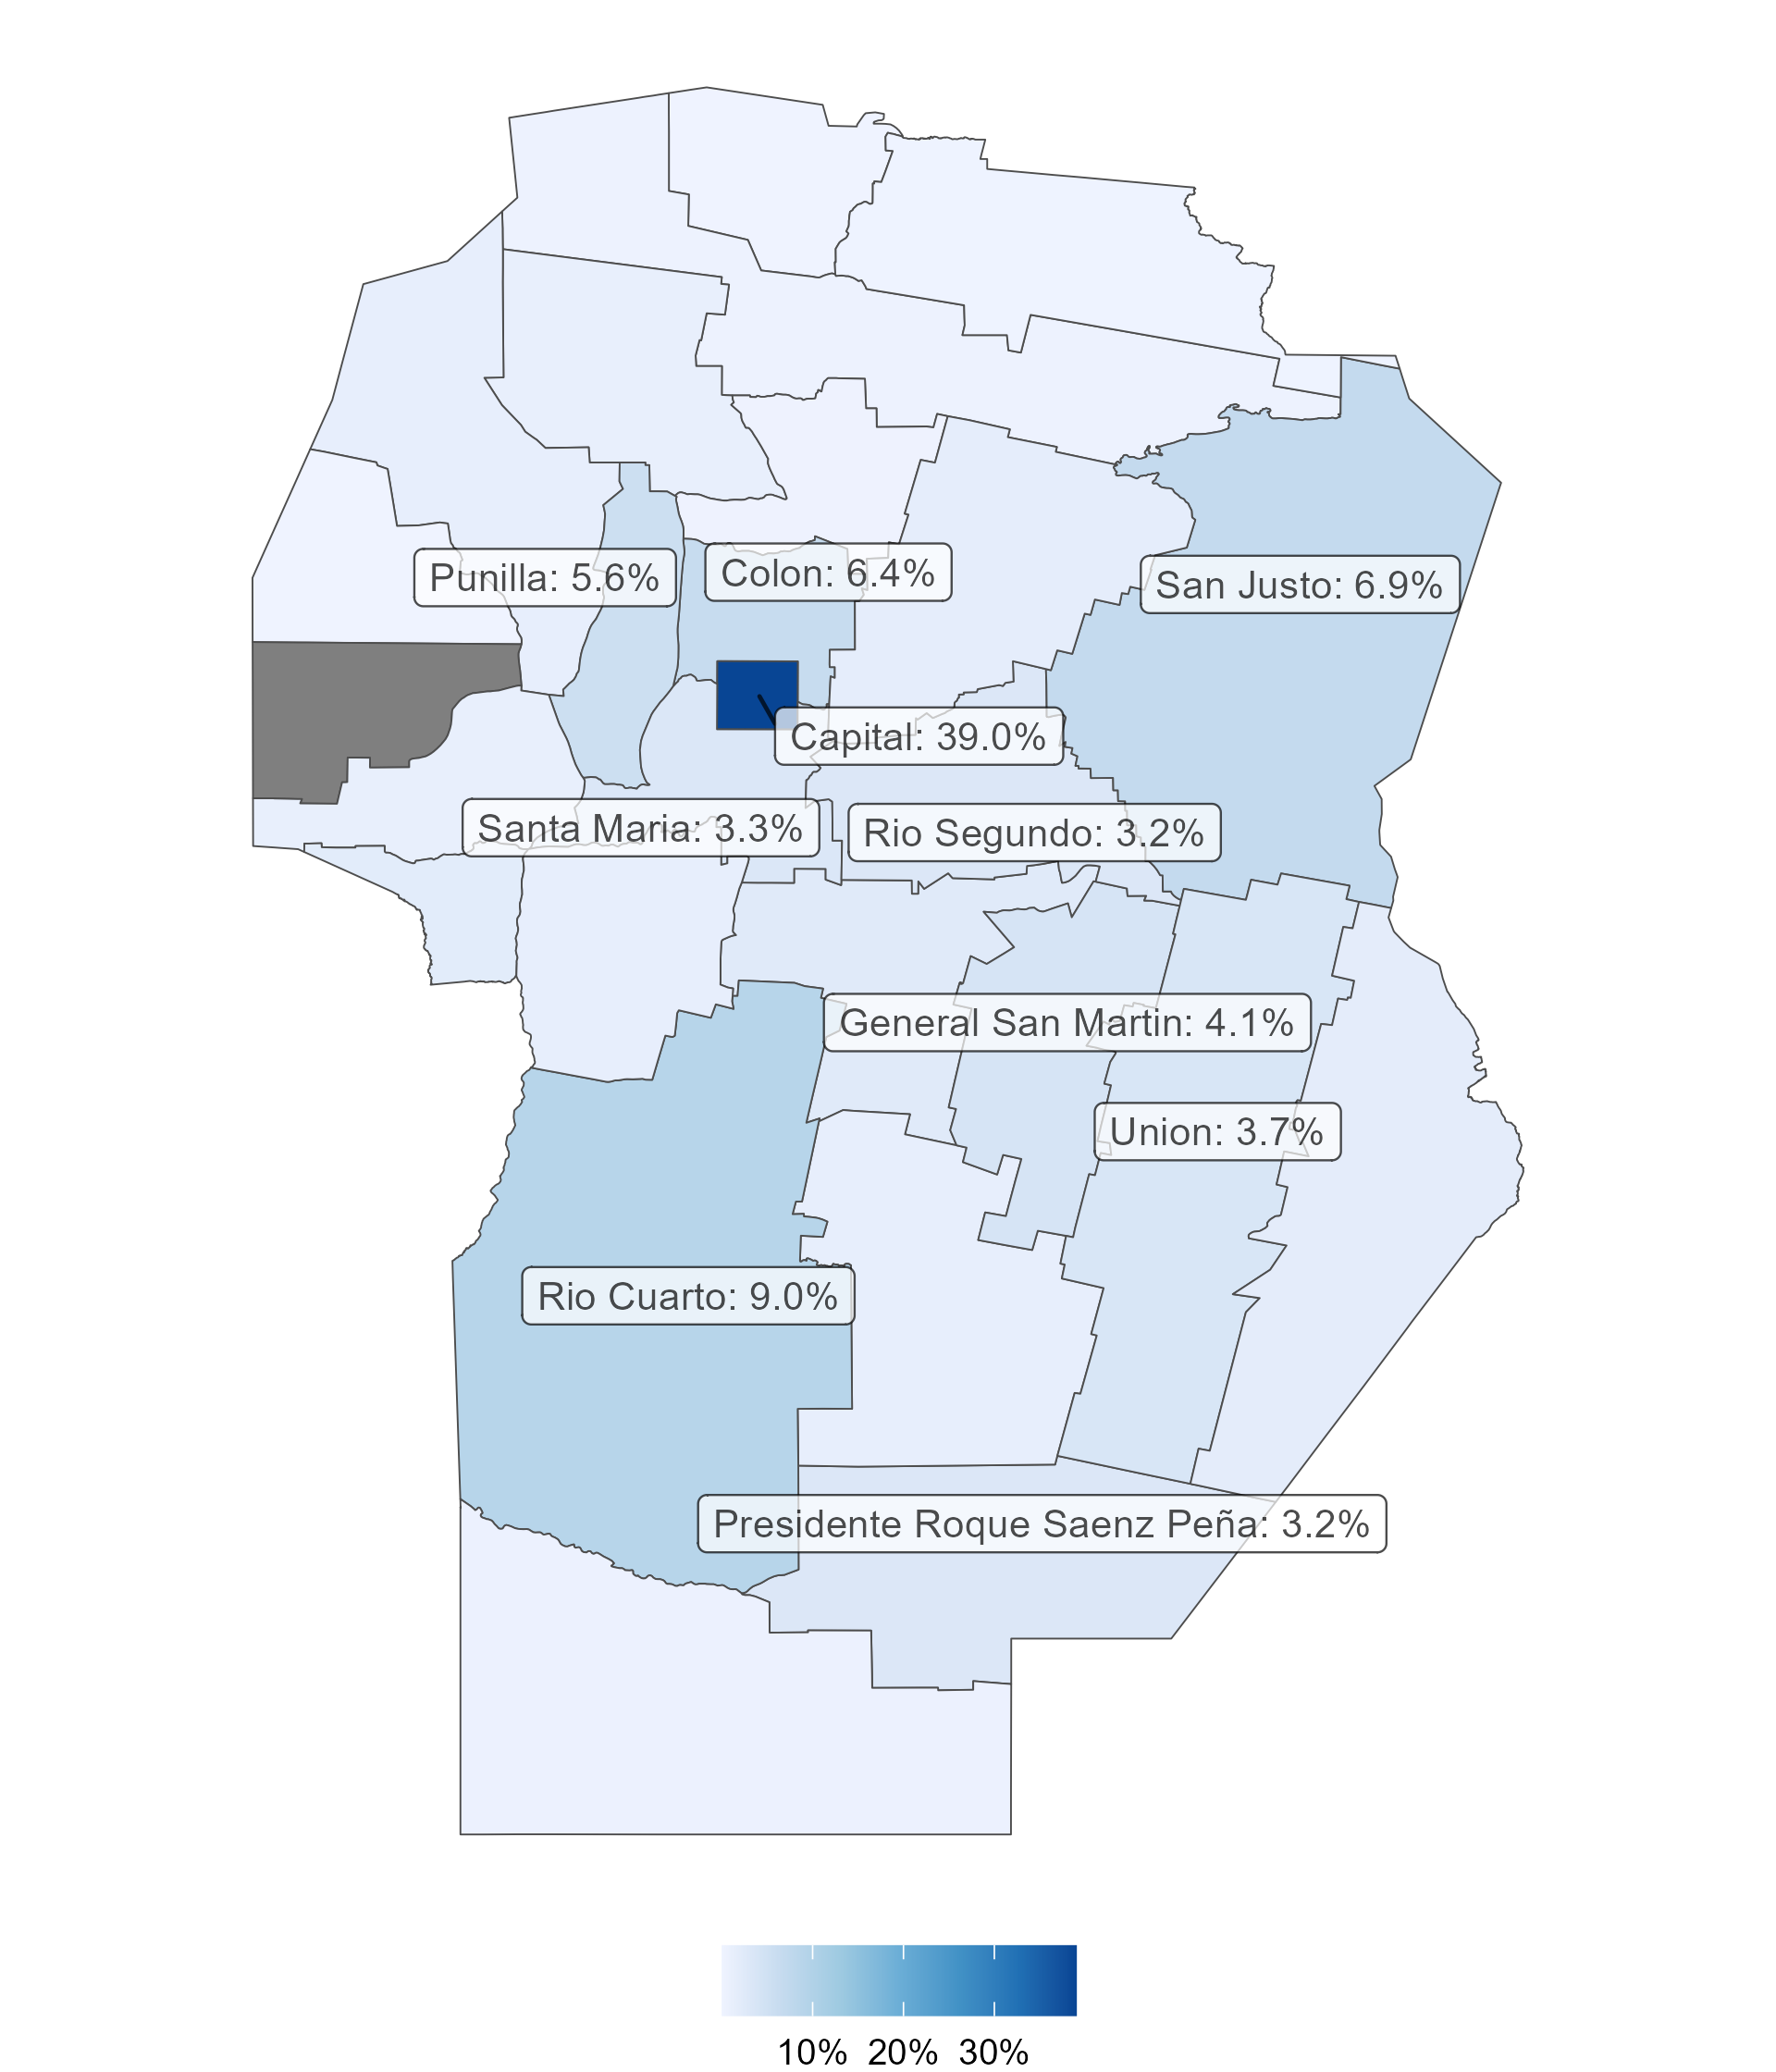 Punilla: 5.6%
Colon: 6.4%
San Justo: 6.9%
Capital: 39.0%
Santa Maria: 3.3%
Rio Segundo: 3.2%
General San Martin: 4.1%
Union: 3.7%
Rio Cuarto: 9.0%
Presidente Roque Saenz Peña: 3.2%
10% 20% 30%